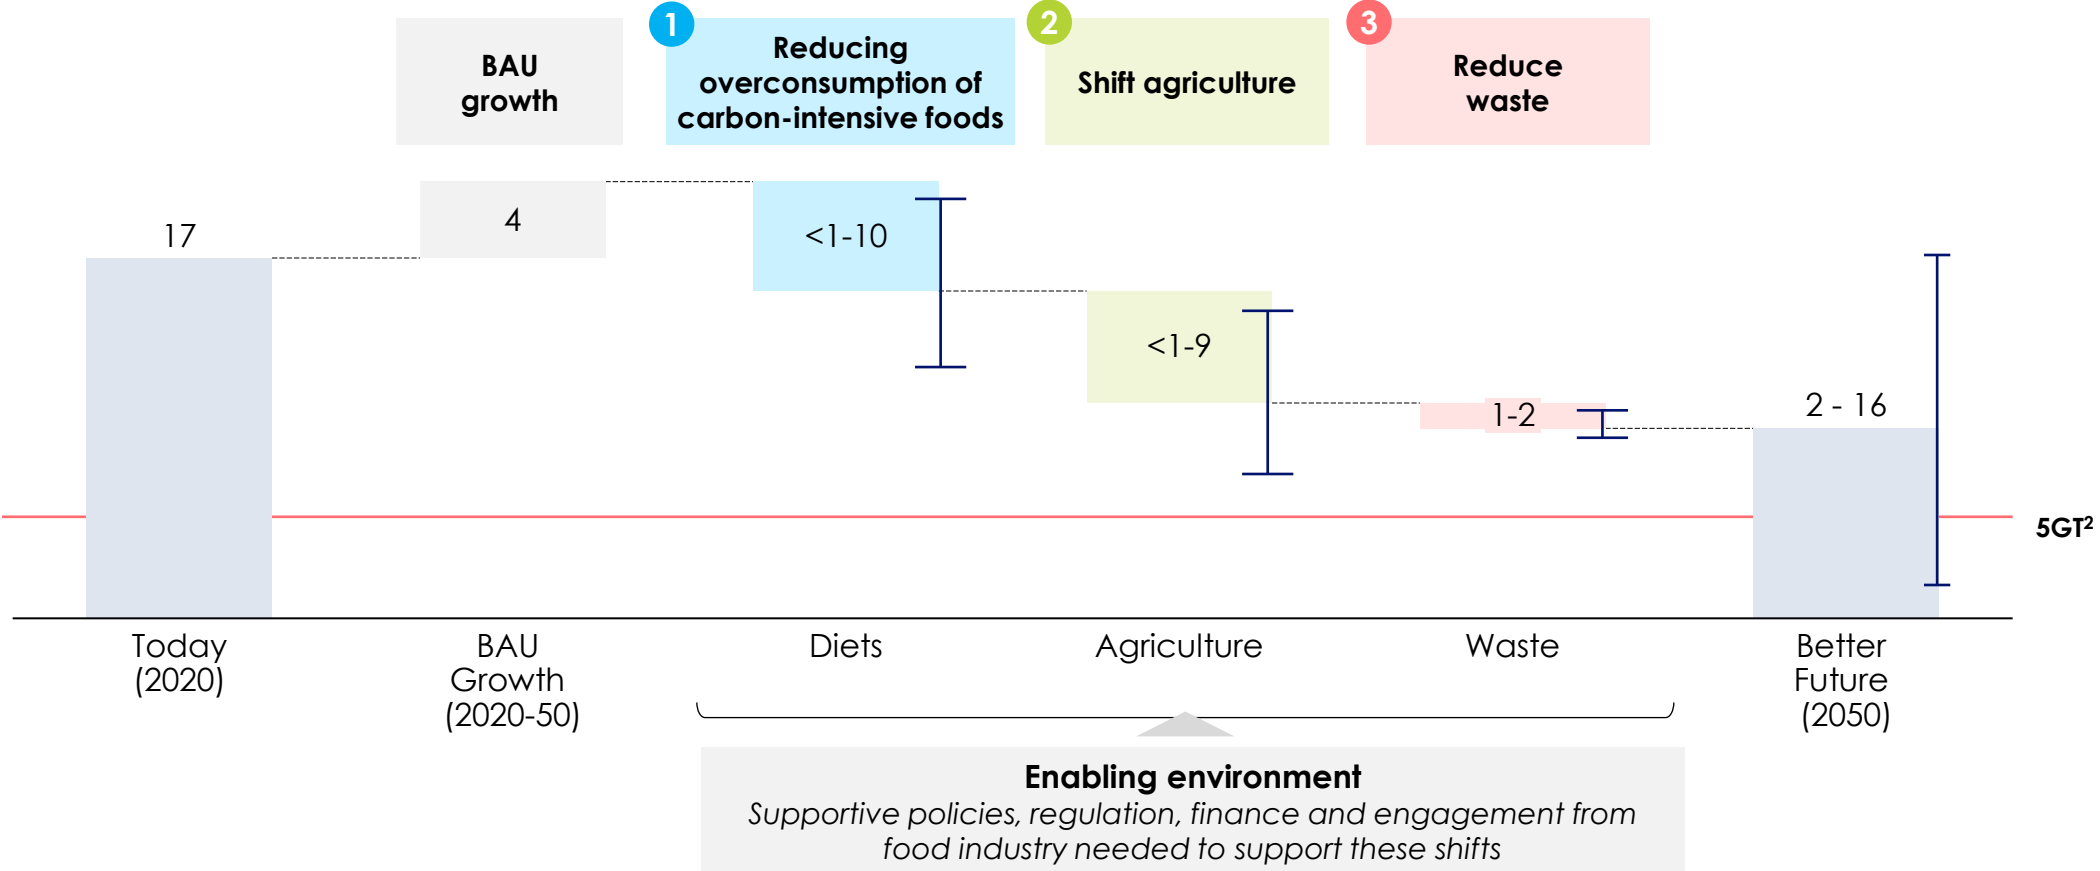 BAU
growth
1
Reducing
overconsumption of
carbon-intensive foods
2
Shift agriculture
3
Reduce
waste
17
4
<1-10
<1-9
1-2
2 - 16
5GT²
Today
(2020)
BAU
Growth
(2020-50)
Diets
Agriculture
Waste
Better
Future
(2050)
Enabling environment
Supportive policies, regulation, finance and engagement from
food industry needed to support these shifts